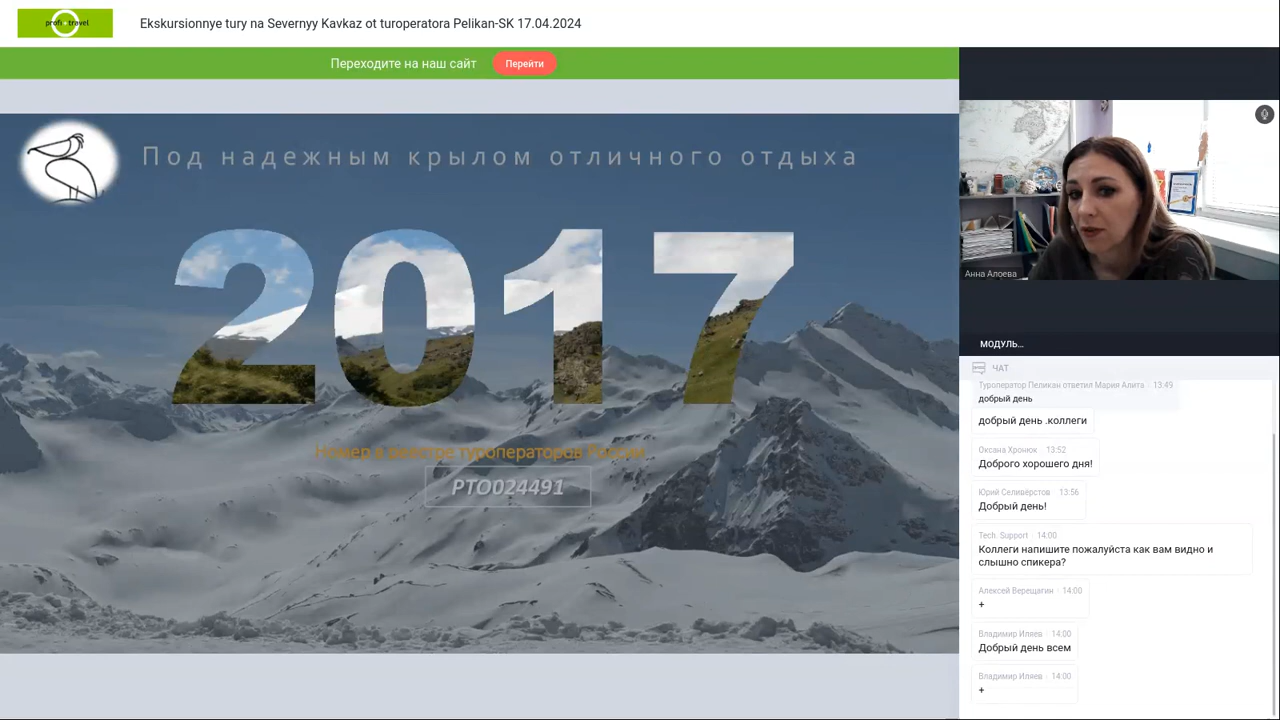 profi travel
Ekskursionnye tury na Severnyy Kavkaz ot turoperatora Pelikan-SK 17.04.2024
Переходите на наш сайт
Перейти
Под надежным крылом отличного отдыха
2017
Номер в реестре туроператоров России
РТО024491
Анна Алоева
МОДУЛЬ...
ЧАТ
Туроператор Пеликан ответил Мария Алита · 13:49
добрый день
добрый день .коллеги
Оксана Хронюк 13:52
Доброго хорошего дня!
Юрий Селивёрстов 13:56
Добрый день!
Tech. Support · 14:00
Коллеги напишите пожалуйста как вам видно и
слышно спикера?
Алексей Верещагин · 14:00
+
Владимир Иляев · 14:00
Добрый день всем
Владимир Иляев · 14:00
+